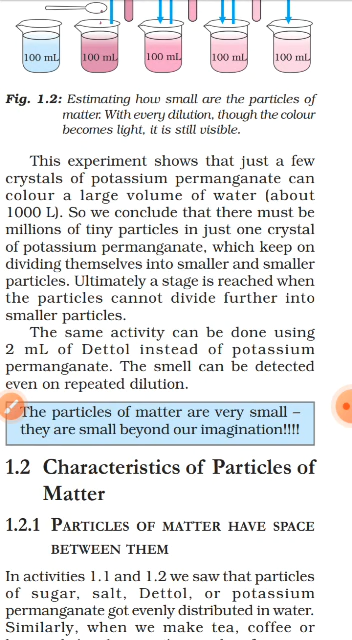 100 mL 100 mL 100 mL 100 mL 100 mL
Fig. 1.2: Estimating how small are the particles of
matter. With every dilution, though the colour
becomes light, it is still visible.
This experiment shows that just a few
crystals of potassium permanganate can
colour a large volume of water (about
1000 L). So we conclude that there must be
millions of tiny particles in just one crystal
of potassium permanganate, which keep on
dividing themselves into smaller and smaller
particles. Ultimately a stage is reached when
the particles cannot divide further into
smaller particles.
The same activity can be done using
2 mL of Dettol instead of potassium
permanganate. The smell can be detected
even on repeated dilution.
The particles of matter are very small –
they are small beyond our imagination!!!!
1.2 Characteristics of Particles of
Matter
1.2.1 PARTICLES OF MATTER HAVE SPACE
BETWEEN THEM
In activities 1.1 and 1.2 we saw that particles
of sugar, salt, Dettol, or potassium
permanganate got evenly distributed in water.
Similarly, when we make tea, coffee or